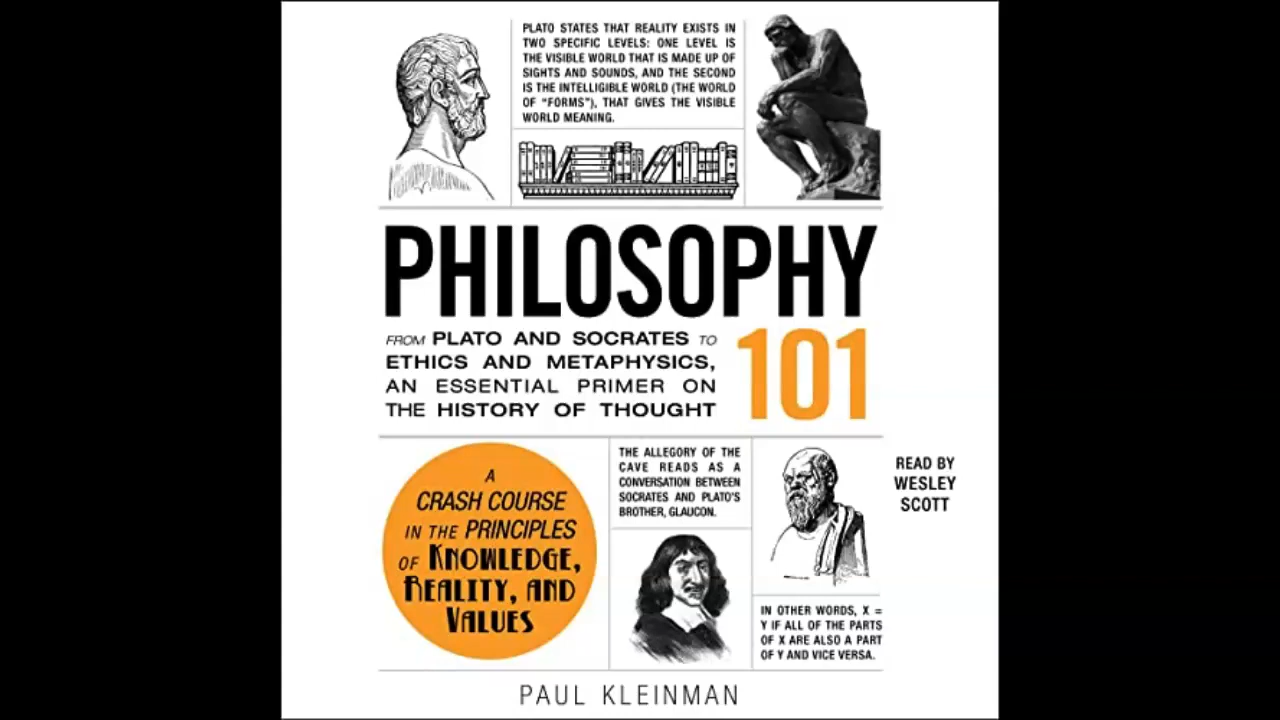 PLATO STATES THAT REALITY EXISTS IN
TWO SPECIFIC LEVELS: ONE LEVEL IS
THE VISIBLE WORLD THAT IS MADE UP OF
SIGHTS AND SOUNDS, AND THE SECOND
IS THE INTELLIGIBLE WORLD (THE WORLD
OF “FORMS”), THAT GIVES THE VISIBLE
WORLD MEANING.
PHILOSOPHY
101
FROM PLATO AND SOCRATES TO
ETHICS AND METAPHYSICS,
AN ESSENTIAL PRIMER ON
THE HISTORY OF THOUGHT
A
CRASH COURSE
IN THE PRINCIPLES
OF KNOWLEDGE,
REALITY, AND
VALUES
THE ALLEGORY OF THE
CAVE READS AS A
CONVERSATION BETWEEN
SOCRATES AND PLATO'S
BROTHER, GLAUCON.
READ BY
WESLEY
SCOTT
IN OTHER WORDS, X =
Y IF ALL OF THE PARTS
OF X ARE ALSO A PART
OF Y AND VICE VERSA.
PAUL KLEINMAN